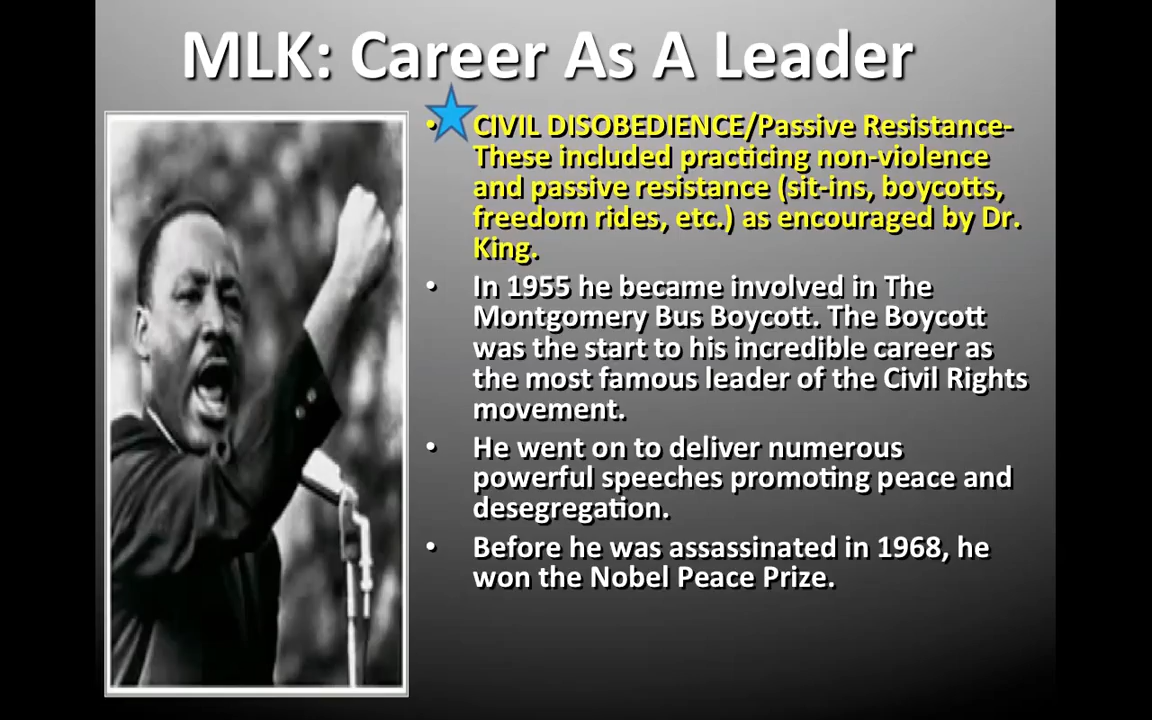 MLK: Career As A Leader
• CIVIL DISOBEDIENCE/Passive Resistance-
These included practicing non-violence
and passive resistance (sit-ins, boycotts,
freedom rides, etc.) as encouraged by Dr.
King.
• In 1955 he became involved in The
Montgomery Bus Boycott. The Boycott
was the start to his incredible career as
the most famous leader of the Civil Rights
movement.
• He went on to deliver numerous
powerful speeches promoting peace and
desegregation.
• Before he was assassinated in 1968, he
won the Nobel Peace Prize.